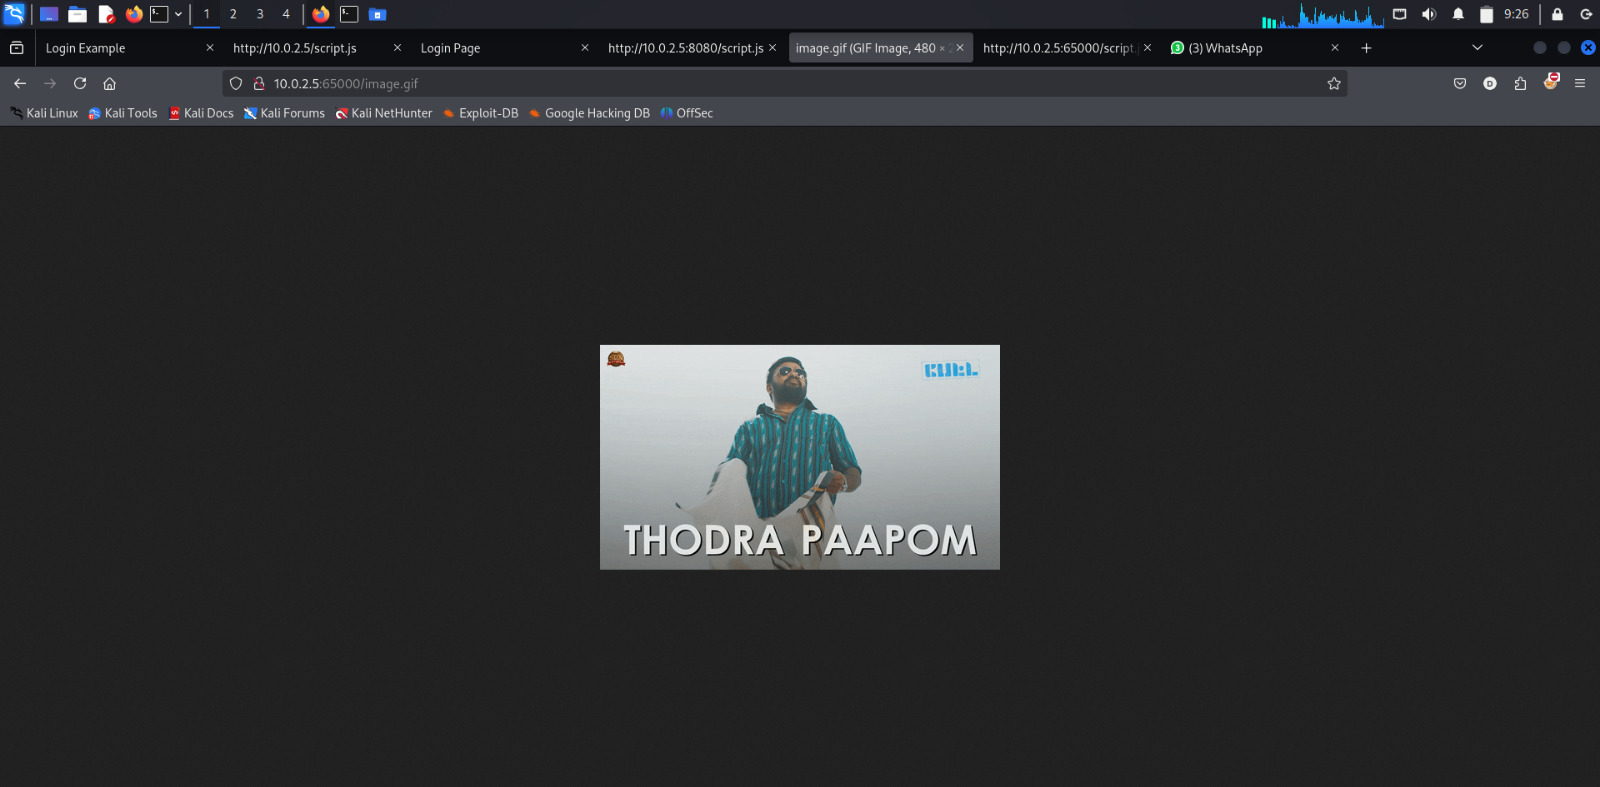 1 2 3 4 9:26
Login Example http://10.0.2.5/script.js Login Page http://10.0.2.5:8080/script.js image.gif (GIF Image, 480 × http://10.0.2.5:65000/script. 3 (3) WhatsApp
10.0.2.5:65000/image.gif
Kali Linux Kali Tools Kali Docs Kali Forums Kali NetHunter Exploit-DB Google Hacking DB OffSec
THODRA PAAPOM